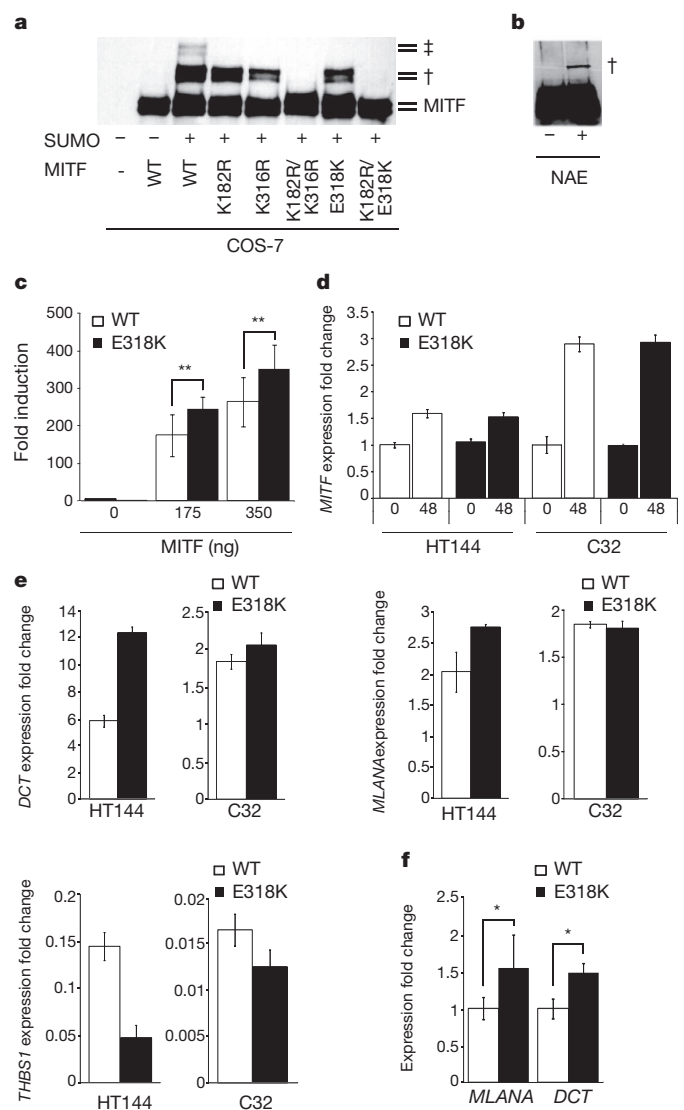 a
b
‡
†
MITF
†
SUMO − − + + + + + +
MITF - WT WT K182R K316R K182R/K316R E318K K182R/E318K
COS-7
− +
NAE
c
WT
E318K
**
**
Fold induction
500
400
300
200
100
0
0 175 350
MITF (ng)
d
WT
E318K
MITF expression fold change
3.5
3
2.5
2
1.5
1
0.5
0
0 48 0 48 0 48 0 48
HT144 C32
e
WT
E318K
DCT expression fold change
14
12
10
8
6
4
2
0
HT144
2.5
2
1.5
1
0.5
0
C32
WT
E318K
MLANAexpression fold change
3
2.5
2
1.5
1
0.5
0
HT144
2
1.5
1
0.5
0
C32
WT
E318K
THBS1 expression fold change
0.2
0.15
0.1
0.05
0
HT144
0.02
0.015
0.01
0.005
0
C32
f
WT
E318K
Expression fold change
2.5
2
1.5
1
0.5
0
*
*
MLANA DCT